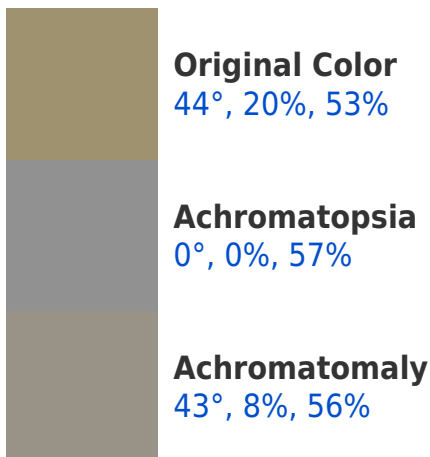 Original Color
44°, 20%, 53%
Achromatopsia
0°, 0%, 57%
Achromatomaly
43°, 8%, 56%